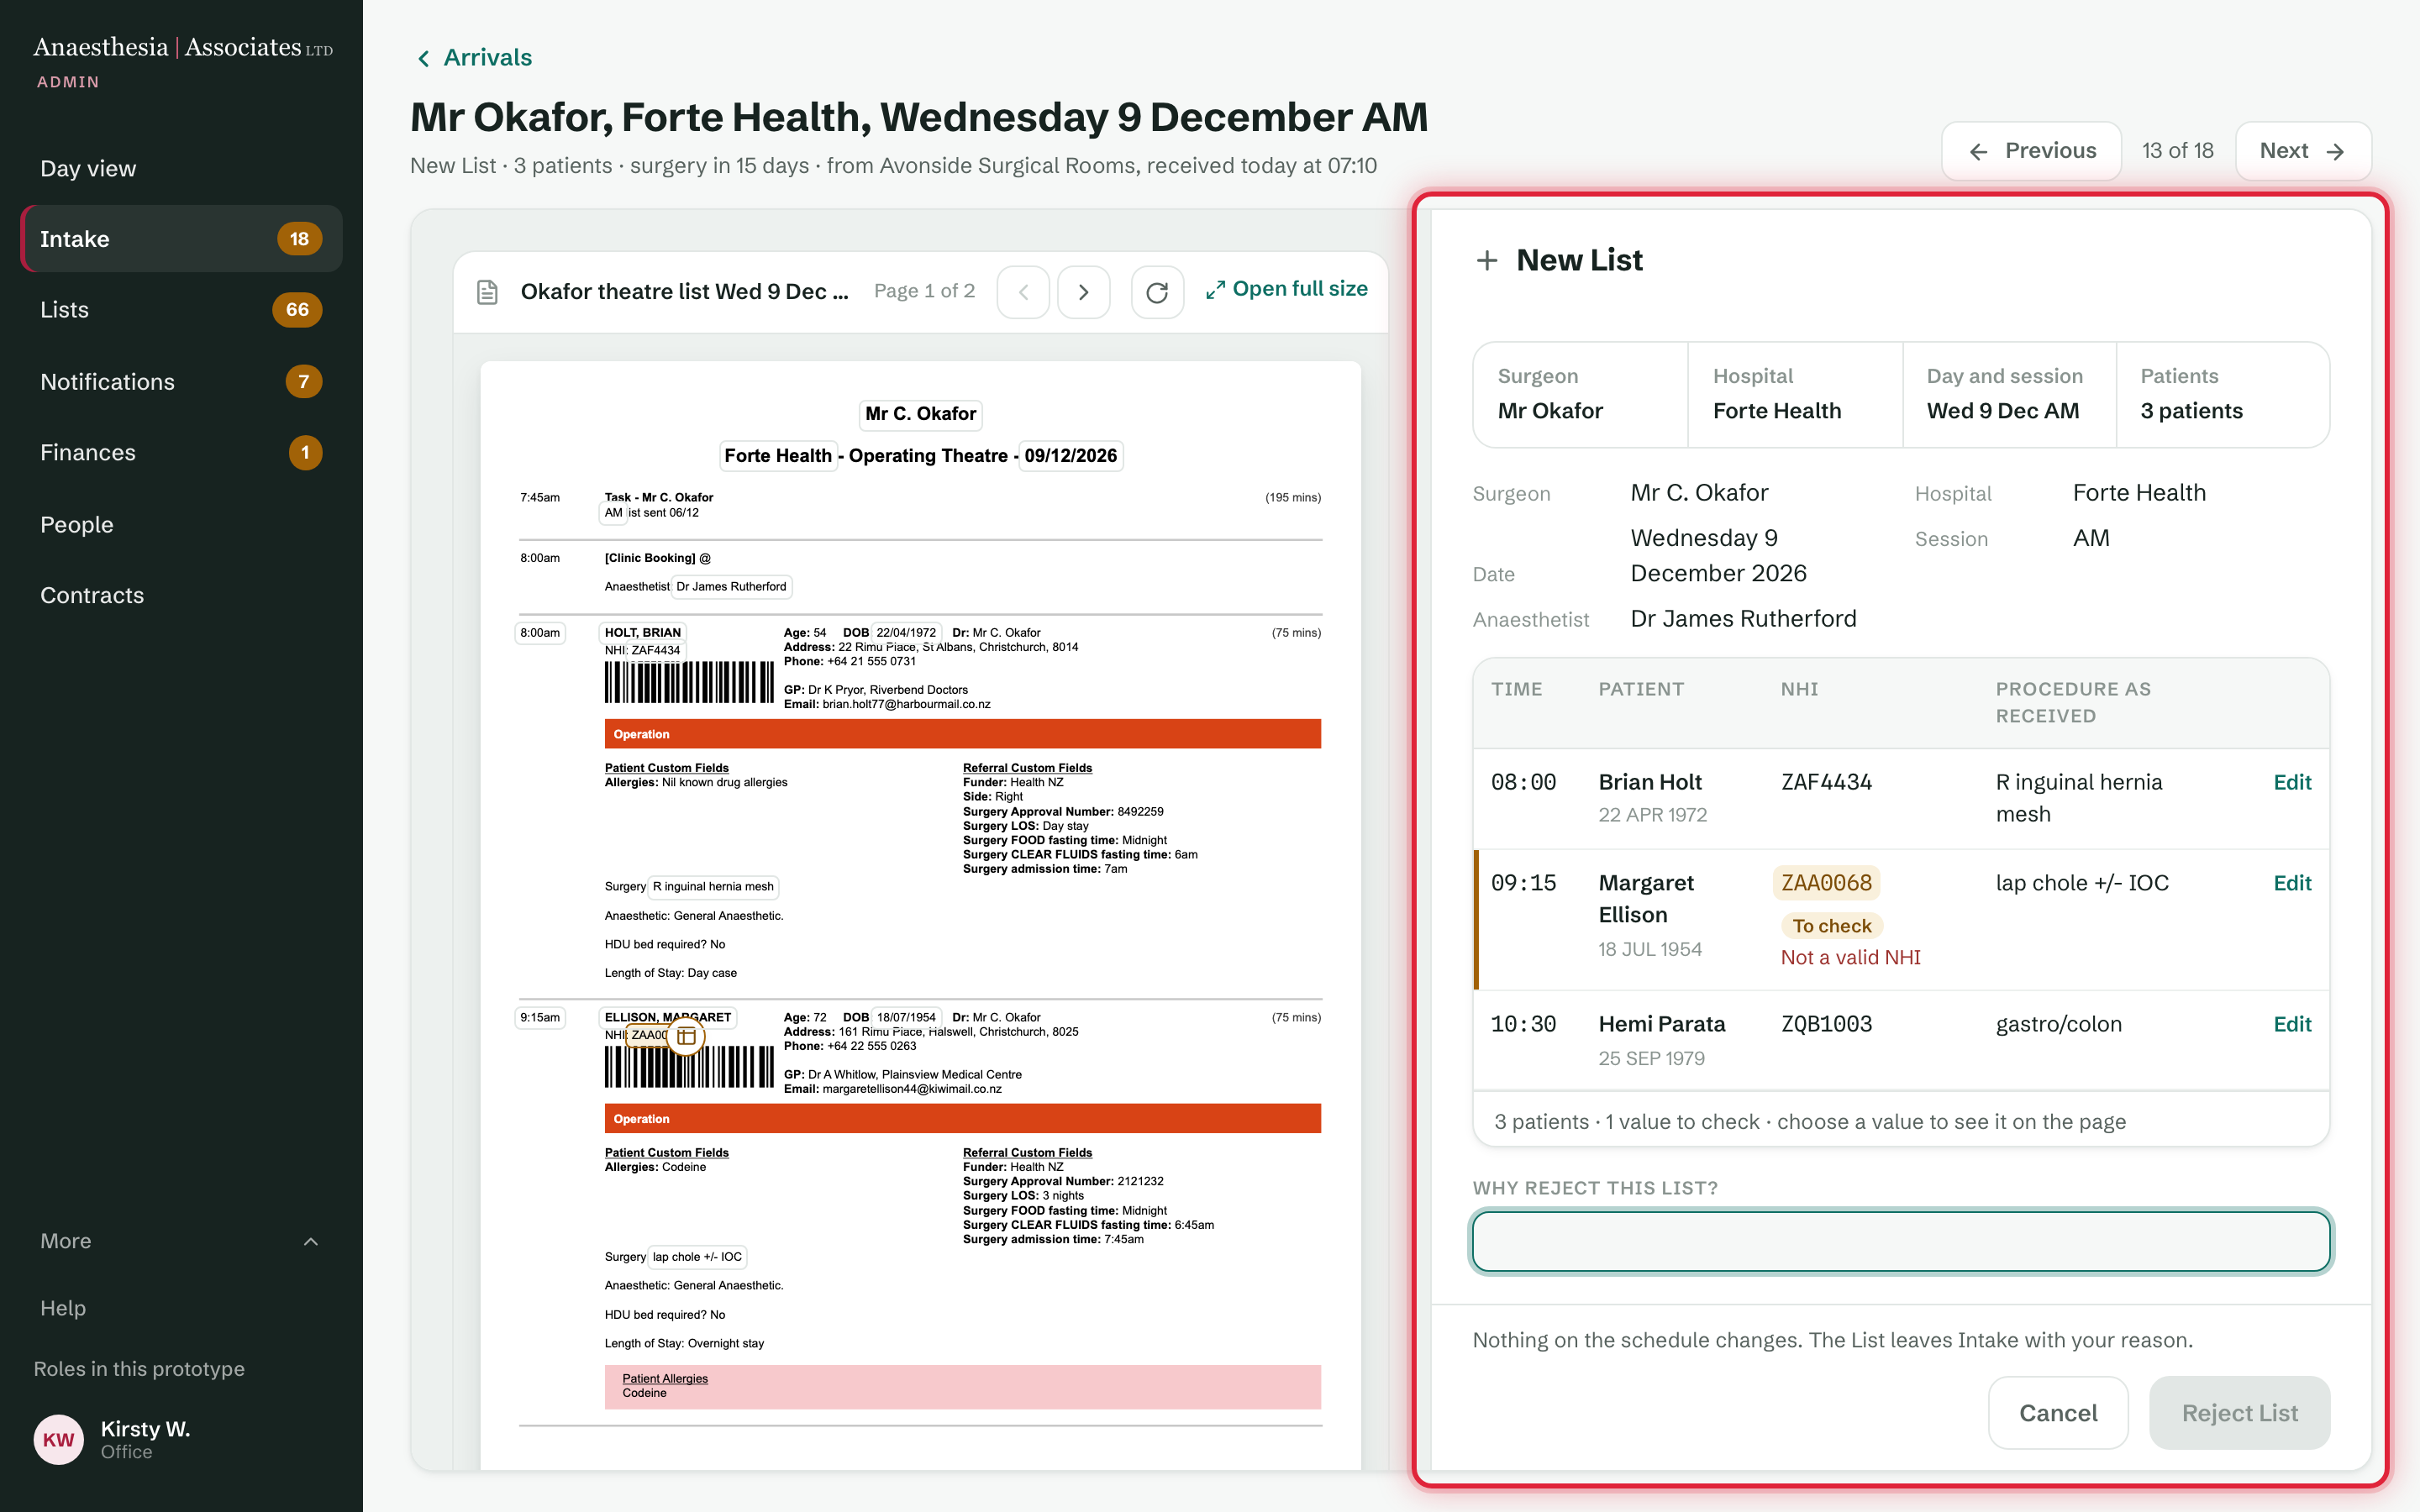 Anaesthesia | Associates LTD
ADMIN
Day view
Intake 18
Lists 66
Notifications 7
Finances 1
People
Contracts
More
Help
Roles in this prototype
KW
Kirsty W.
Office
Arrivals
Mr Okafor, Forte Health, Wednesday 9 December AM
New List · 3 patients · surgery in 15 days · from Avonside Surgical Rooms, received today at 07:10
Previous
13 of 18
Next
Okafor theatre list Wed 9 Dec ...
Page 1 of 2
Open full size
Mr C. Okafor
Forte Health - Operating Theatre - 09/12/2026
7:45am Task - Mr C. Okafor (195 mins)
AM ist sent 06/12
8:00am [Clinic Booking] @
Anaesthetist Dr James Rutherford
8:00am HOLT, BRIAN Age: 54 DOB 22/04/1972 Dr: Mr C. Okafor (75 mins)
NHI: ZAF4434 Address: 22 Rimu Place, St Albans, Christchurch, 8014
Phone: +64 21 555 0731
GP: Dr K Pryor, Riverbend Doctors
Email: brian.holt77@harbourmail.co.nz
Operation
Patient Custom Fields Referral Custom Fields
Allergies: Nil known drug allergies Funder: Health NZ
Side: Right
Surgery Approval Number: 8492259
Surgery LOS: Day stay
Surgery FOOD fasting time: Midnight
Surgery CLEAR FLUIDS fasting time: 6am
Surgery admission time: 7am
Surgery R inguinal hernia mesh
Anaesthetic: General Anaesthetic.
HDU bed required? No
Length of Stay: Day case
9:15am ELLISON, MARGARET Age: 72 DOB 18/07/1954 Dr: Mr C. Okafor (75 mins)
NHI: ZAA00 Address: 161 Rimu Place, Halswell, Christchurch, 8025
Phone: +64 22 555 0263
GP: Dr A Whitlow, Plainsview Medical Centre
Email: margaretellison44@kiwimail.co.nz
Operation
Patient Custom Fields Referral Custom Fields
Allergies: Codeine Funder: Health NZ
Surgery Approval Number: 2121232
Surgery LOS: 3 nights
Surgery FOOD fasting time: Midnight
Surgery CLEAR FLUIDS fasting time: 6:45am
Surgery admission time: 7:45am
Surgery lap chole +/- IOC
Anaesthetic: General Anaesthetic.
HDU bed required? No
Length of Stay: Overnight stay
Patient Allergies
Codeine
New List
Surgeon Hospital Day and session Patients
Mr Okafor Forte Health Wed 9 Dec AM 3 patients
Surgeon Mr C. Okafor Hospital Forte Health
Date Wednesday 9 December 2026 Session AM
Anaesthetist Dr James Rutherford
TIME PATIENT NHI PROCEDURE AS
RECEIVED
08:00 Brian Holt ZAF4434 R inguinal hernia Edit
22 APR 1972 mesh
09:15 Margaret ZAA0068 lap chole +/- IOC Edit
Ellison To check
18 JUL 1954 Not a valid NHI
10:30 Hemi Parata ZQB1003 gastro/colon Edit
25 SEP 1979
3 patients · 1 value to check · choose a value to see it on the page
WHY REJECT THIS LIST?
Nothing on the schedule changes. The List leaves Intake with your reason.
Cancel
Reject List